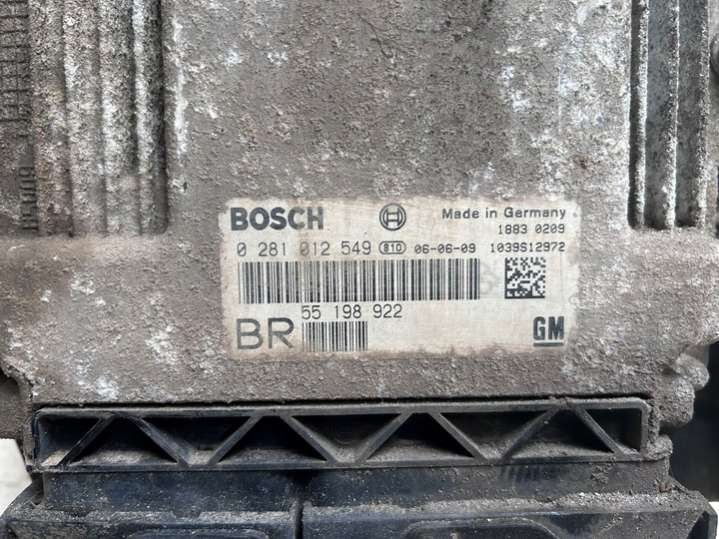 BOSCH
Made in Germany
1883 0209
0 281 012 549 810 06-06-09 1039S12972
55 198 922
BR
GM